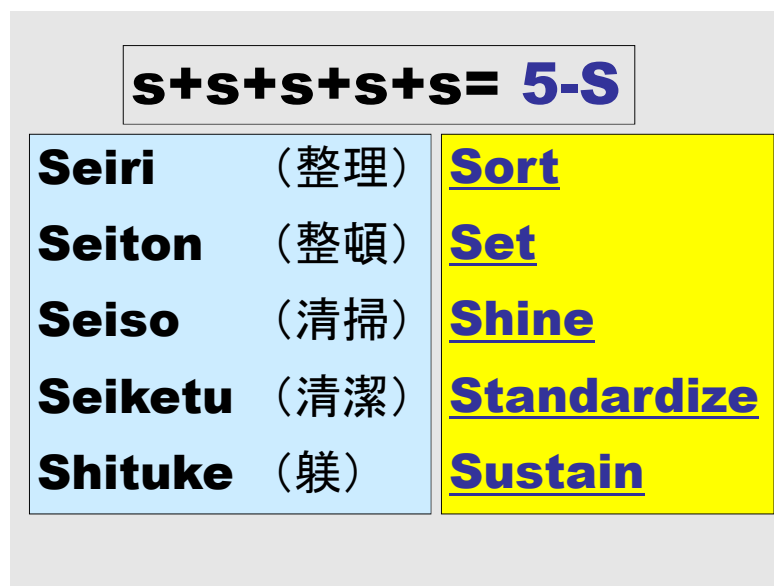 s+s+s+s+s= 5-S
Seiri （整理） Sort
Seiton （整頓） Set
Seiso （清掃） Shine
Seiketu （清潔） Standardize
Shituke （躾） Sustain